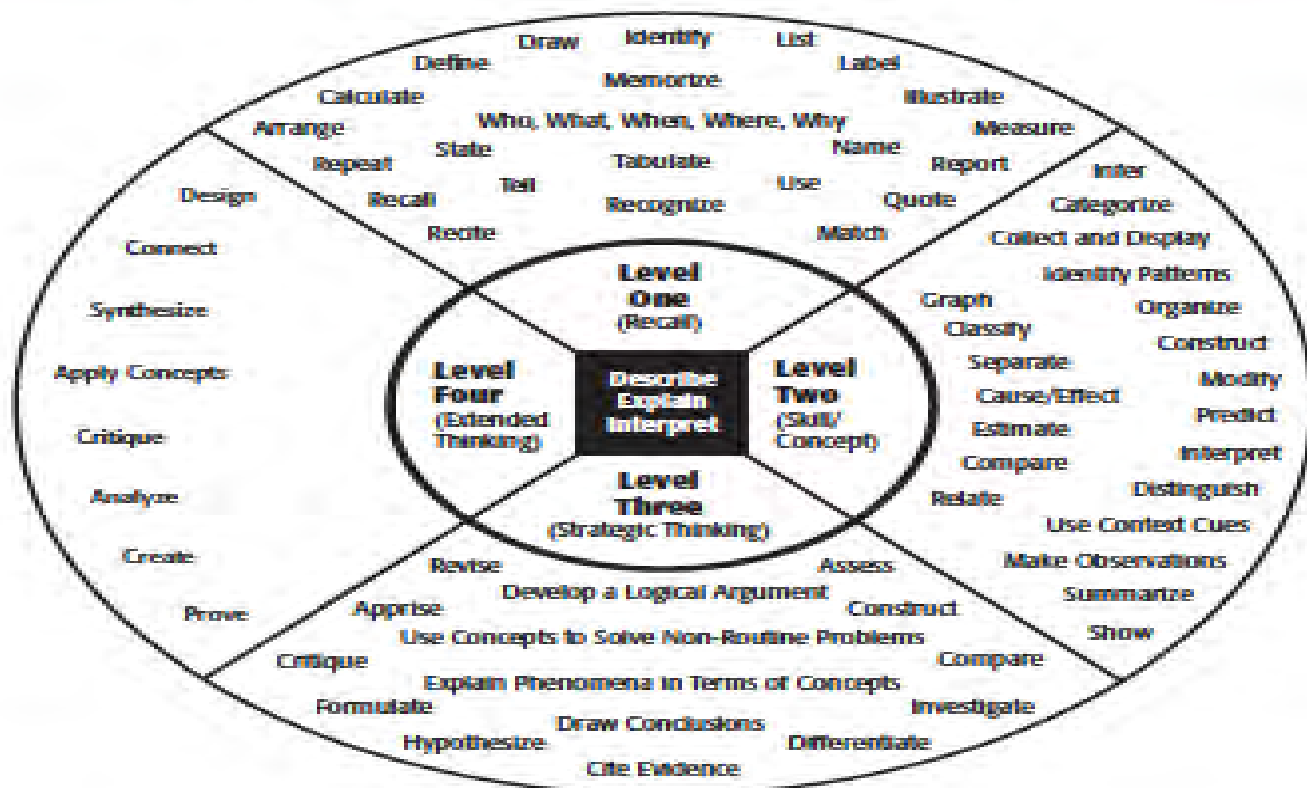 Draw
Identify
List
Define
Memorize
Label
Calculate
Illustrate
Arrange
Who, What, When, Where, Why
Measure
Repeat
State
Tabulate
Name
Report
Recall
Tell
Recognize
Use
Quote
Recite
Match
Level
One
(Recall)
Infer
Categorize
Collect and Display
Identify Patterns
Graph
Organize
Classify
Construct
Separate
Modify
Cause/Effect
Predict
Estimate
Interpret
Compare
Distinguish
Relate
Use Context Cues
Make Observations
Summarize
Show
Level
Two
(Skill/
Concept)
Describe
Explain
Interpret
Level
Four
(Extended
Thinking)
Design
Connect
Synthesize
Apply Concepts
Critique
Analyze
Create
Prove
Level
Three
(Strategic Thinking)
Revise
Assess
Develop a Logical Argument
Apprise
Construct
Use Concepts to Solve Non-Routine Problems
Critique
Compare
Explain Phenomena in Terms of Concepts
Formulate
Investigate
Draw Conclusions
Hypothesize
Differentiate
Cite Evidence